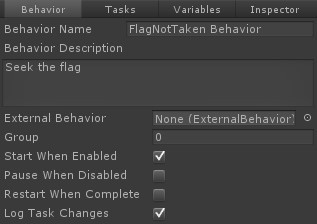 Behavior Tasks Variables Inspector
Behavior Name FlagNotTaken Behavior
Behavior Description
Seek the flag
External Behavior None (ExternalBehavior)
Group 0
Start When Enabled
Pause When Disabled
Restart When Complete
Log Task Changes